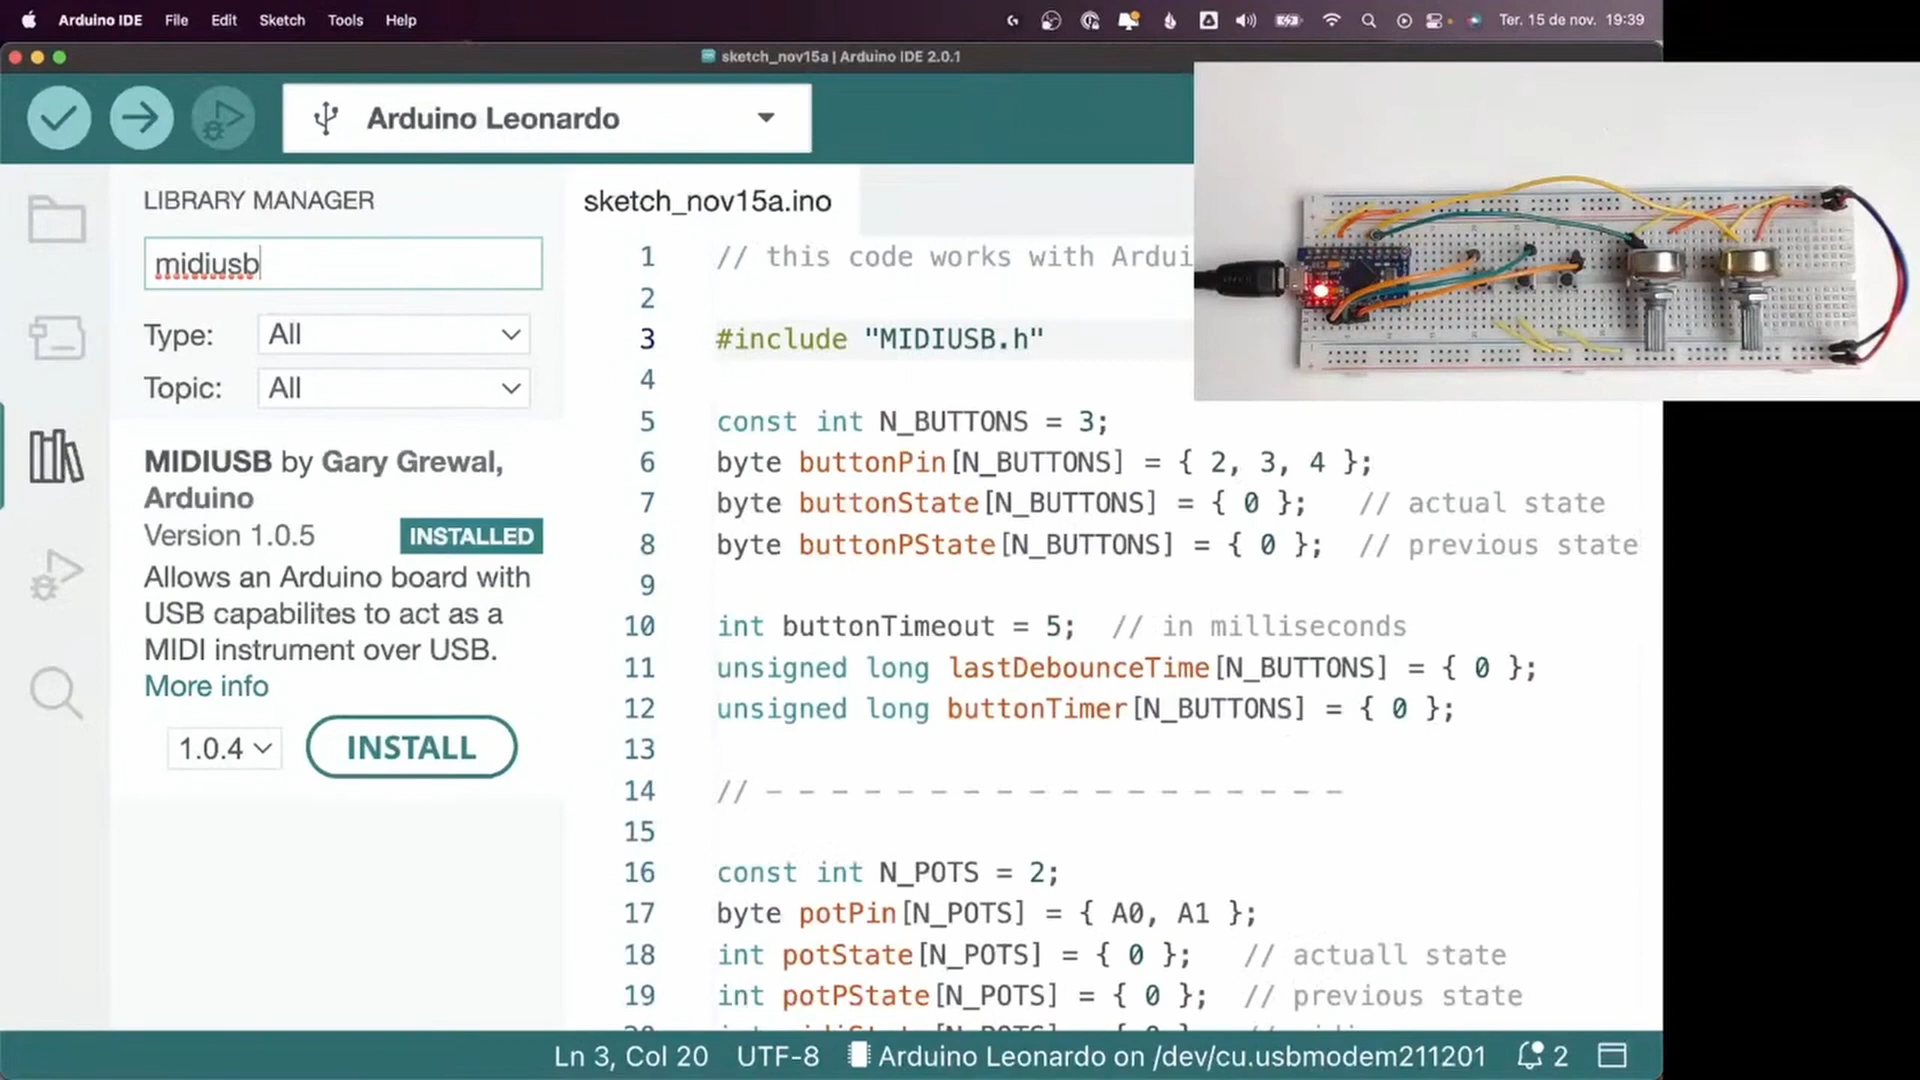 Arduino IDE File Edit Sketch Tools Help
Ter. 15 de nov. 19:39
sketch_nov15a | Arduino IDE 2.0.1
Arduino Leonardo
LIBRARY MANAGER
midiusb
Type: All
Topic: All
MIDIUSB by Gary Grewal,
Arduino
Version 1.0.5 INSTALLED
Allows an Arduino board with
USB capabilites to act as a
MIDI instrument over USB.
More info
1.0.4 INSTALL
sketch_nov15a.ino
1 // this code works with Ardui
2
3 #include "MIDIUSB.h"
4
5 const int N_BUTTONS = 3;
6 byte buttonPin[N_BUTTONS] = { 2, 3, 4 };
7 byte buttonState[N_BUTTONS] = { 0 }; // actual state
8 byte buttonPState[N_BUTTONS] = { 0 }; // previous state
9
10 int buttonTimeout = 5; // in milliseconds
11 unsigned long lastDebounceTime[N_BUTTONS] = { 0 };
12 unsigned long buttonTimer[N_BUTTONS] = { 0 };
13
14 // - - - - - - - - - - - - - - - - - -
15
16 const int N_POTS = 2;
17 byte potPin[N_POTS] = { A0, A1 };
18 int potState[N_POTS] = { 0 }; // actuall state
19 int potPState[N_POTS] = { 0 }; // previous state
Ln 3, Col 20 UTF-8 Arduino Leonardo on /dev/cu.usbmodem211201 2